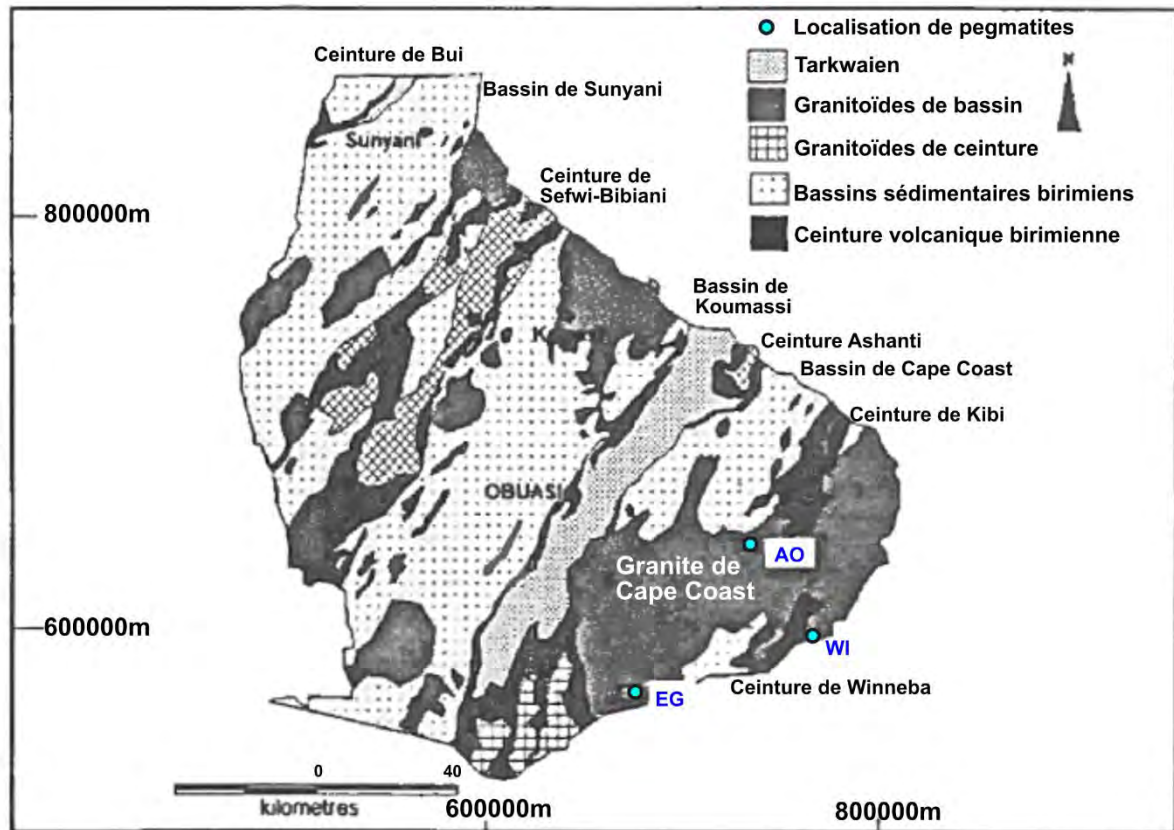 Localisation de pegmatites
Tarkwaien
Granitoïdes de bassin
Granitoïdes de ceinture
Bassins sédimentaires birimiens
Ceinture volcanique birimienne
Ceinture de Bui
Bassin de Sunyani
Sunyani
Ceinture de
Sefwi-Bibiani
800000m
Bassin de
Koumassi
Ceinture Ashanti
Bassin de Cape Coast
Ceinture de Kibi
OBUASI
AO
Granite de
Cape Coast
600000m
WI
Ceinture de Winneba
EG
0 40
kilometres
600000m
800000m